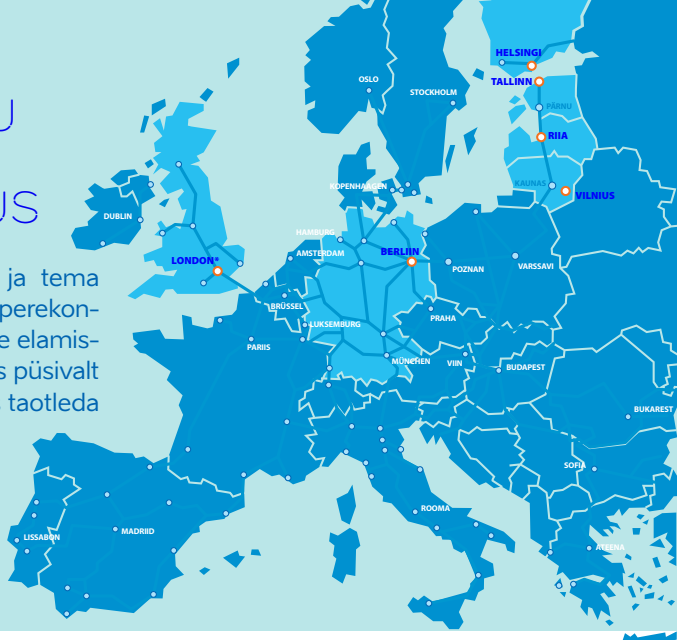 U
US
ja tema
perekon-
e elamis-
s püsivalt
taotleda
HELSINGI
TALLINN
OSLO
STOCKHOLM
PÄRNU
RIIA
KOPENHAAGEN
KAUNAS
VILNIUS
DUBLIN
HAMBURG
AMSTERDAM
BERLIIN
LONDON*
POZNAN
VARSSAVI
BRÜSSEL
LUKSEMBURG
PRAHA
PARIIS
MÜNCHEN
VIIN
BUDAPEST
BUKAREST
SOFIA
ROOMA
MADRIID
LISSABON
ATEENA